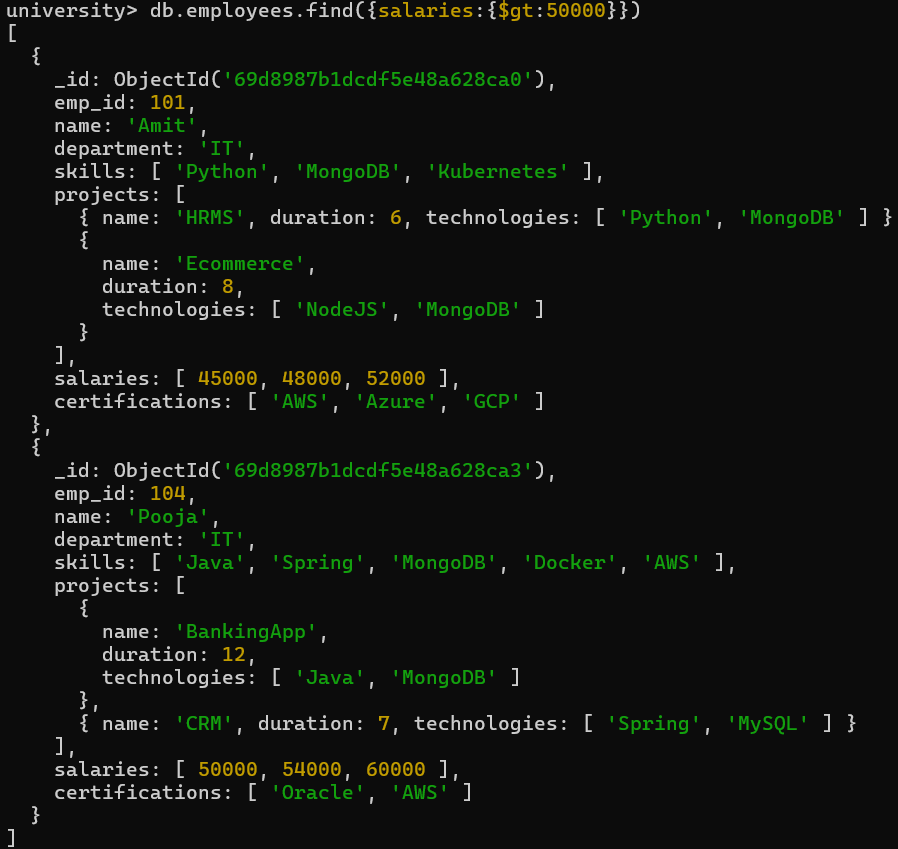 university> db.employees.find({salaries:{$gt:50000}})
[
  {
    _id: ObjectId('69d8987b1dcdf5e48a628ca0'),
    emp_id: 101,
    name: 'Amit',
    department: 'IT',
    skills: [ 'Python', 'MongoDB', 'Kubernetes' ],
    projects: [
      { name: 'HRMS', duration: 6, technologies: [ 'Python', 'MongoDB' ] }
      {
        name: 'Ecommerce',
        duration: 8,
        technologies: [ 'NodeJS', 'MongoDB' ]
      }
    ],
    salaries: [ 45000, 48000, 52000 ],
    certifications: [ 'AWS', 'Azure', 'GCP' ]
  },
  {
    _id: ObjectId('69d8987b1dcdf5e48a628ca3'),
    emp_id: 104,
    name: 'Pooja',
    department: 'IT',
    skills: [ 'Java', 'Spring', 'MongoDB', 'Docker', 'AWS' ],
    projects: [
      {
        name: 'BankingApp',
        duration: 12,
        technologies: [ 'Java', 'MongoDB' ]
      },
      { name: 'CRM', duration: 7, technologies: [ 'Spring', 'MySQL' ] }
    ],
    salaries: [ 50000, 54000, 60000 ],
    certifications: [ 'Oracle', 'AWS' ]
  }
]